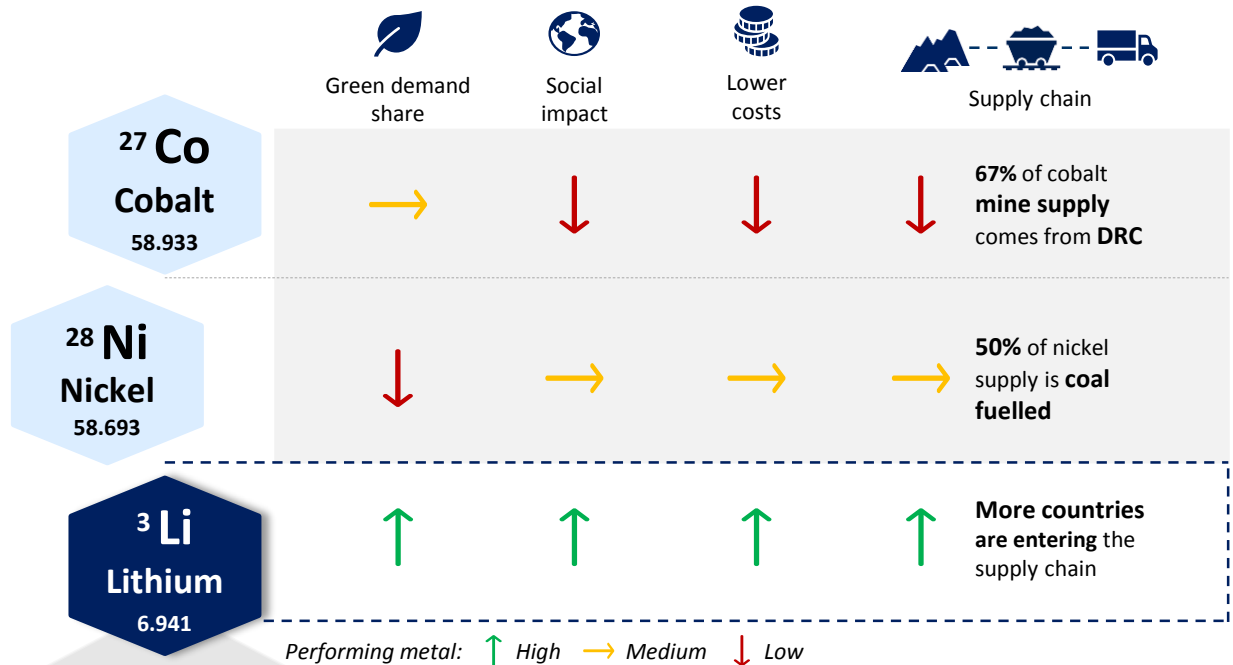 Green demand
share
Social
impact
Lower
costs
Supply chain
27 Co
Cobalt
58.933
67% of cobalt
mine supply
comes from DRC
28 Ni
Nickel
58.693
50% of nickel
supply is coal
fuelled
3 Li
Lithium
6.941
More countries
are entering the
supply chain
Performing metal: High Medium Low